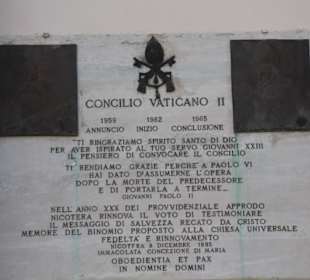 CONCILIO VATICANO II
1959 1962 1965
ANNUNCIO INIZIO CONCLUSIONE
"TI RINGRAZIAMO SPIRITO SANTO DI DIO
PER AVER ISPIRATO AL TUO SERVO GIOVANNI XXIII
IL PENSIERO DI CONVOCARE IL CONCILIO
TI RENDIAMO GRAZIE PERCHÈ A PAOLO VI
HAI DATO D'ASSUMERNE L'OPERA
DOPO LA MORTE DEL PREDECESSORE
E DI PORTARLA A TERMINE"
GIOVANNI PAOLO II
NELL'ANNO XXX DEL PROVVIDENZIALE APPRODO
NICOTERA RINNOVA IL VOTO DI TESTIMONIARE
IL MESSAGGIO DI SALVEZZA RECATO DA CRISTO
MEMORE DEL BINOMIO PROPOSTO ALLA CHIESA UNIVERSALE
FEDELTÀ E RINNOVAMENTO
NICOTERA 8 DICEMBRE 1995
IMMACOLATA CONCEZIONE DI MARIA
OBOEDIENTIA ET PAX
IN NOMINE DOMINI